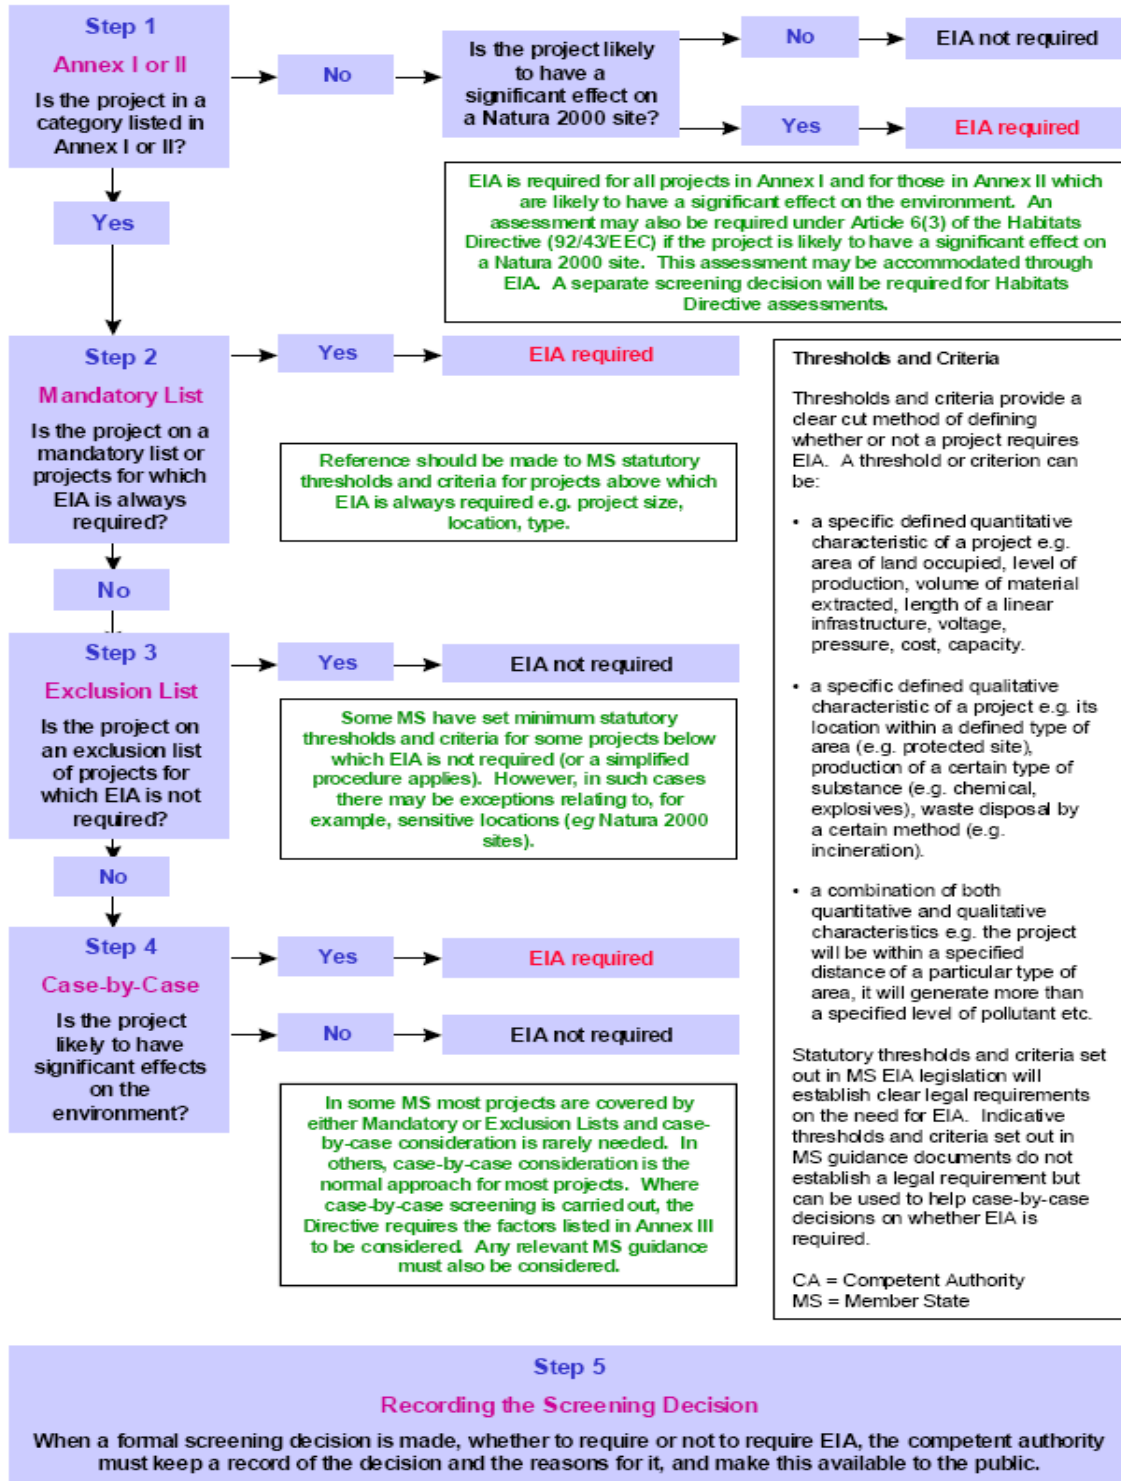 Step 1
Annex I or II
Is the project in a
category listed in
Annex I or II?
No
Is the project likely
to have a
significant effect on
a Natura 2000 site?
No
EIA not required
Yes
EIA required
EIA is required for all projects in Annex I and for those in Annex II which
are likely to have a significant effect on the environment. An
assessment may also be required under Article 6(3) of the Habitats
Directive (92/43/EEC) if the project is likely to have a significant effect on
a Natura 2000 site. This assessment may be accommodated through
EIA. A separate screening decision will be required for Habitats
Directive assessments.
Yes
Step 2
Mandatory List
Is the project on a
mandatory list or
projects for which
EIA is always
required?
Yes
EIA required
Reference should be made to MS statutory
thresholds and criteria for projects above which
EIA is always required e.g. project size,
location, type.
No
Step 3
Exclusion List
Is the project on
an exclusion list
of projects for
which EIA is not
required?
Yes
EIA not required
Some MS have set minimum statutory
thresholds and criteria for some projects below
which EIA is not required (or a simplified
procedure applies). However, in such cases
there may be exceptions relating to, for
example, sensitive locations (eg Natura 2000
sites).
No
Step 4
Case-by-Case
Is the project
likely to have
significant effects
on the
environment?
Yes
EIA required
No
EIA not required
In some MS most projects are covered by
either Mandatory or Exclusion Lists and case-
by-case consideration is rarely needed. In
others, case-by-case consideration is the
normal approach for most projects. Where
case-by-case screening is carried out, the
Directive requires the factors listed in Annex III
to be considered. Any relevant MS guidance
must also be considered.
Thresholds and Criteria
Thresholds and criteria provide a
clear cut method of defining
whether or not a project requires
EIA. A threshold or criterion can
be:
• a specific defined quantitative
characteristic of a project e.g.
area of land occupied, level of
production, volume of material
extracted, length of a linear
infrastructure, voltage,
pressure, cost, capacity.
• a specific defined qualitative
characteristic of a project e.g. its
location within a defined type of
area (e.g. protected site),
production of a certain type of
substance (e.g. chemical,
explosives), waste disposal by
a certain method (e.g.
incineration).
• a combination of both
quantitative and qualitative
characteristics e.g. the project
will be within a specified
distance of a particular type of
area, it will generate more than
a specified level of pollutant etc.
Statutory thresholds and criteria set
out in MS EIA legislation will
establish clear legal requirements
on the need for EIA. Indicative
thresholds and criteria set out in
MS guidance documents do not
establish a legal requirement but
can be used to help case-by-case
decisions on whether EIA is
required.
CA = Competent Authority
MS = Member State
Step 5
Recording the Screening Decision
When a formal screening decision is made, whether to require or not to require EIA, the competent authority
must keep a record of the decision and the reasons for it, and make this available to the public.